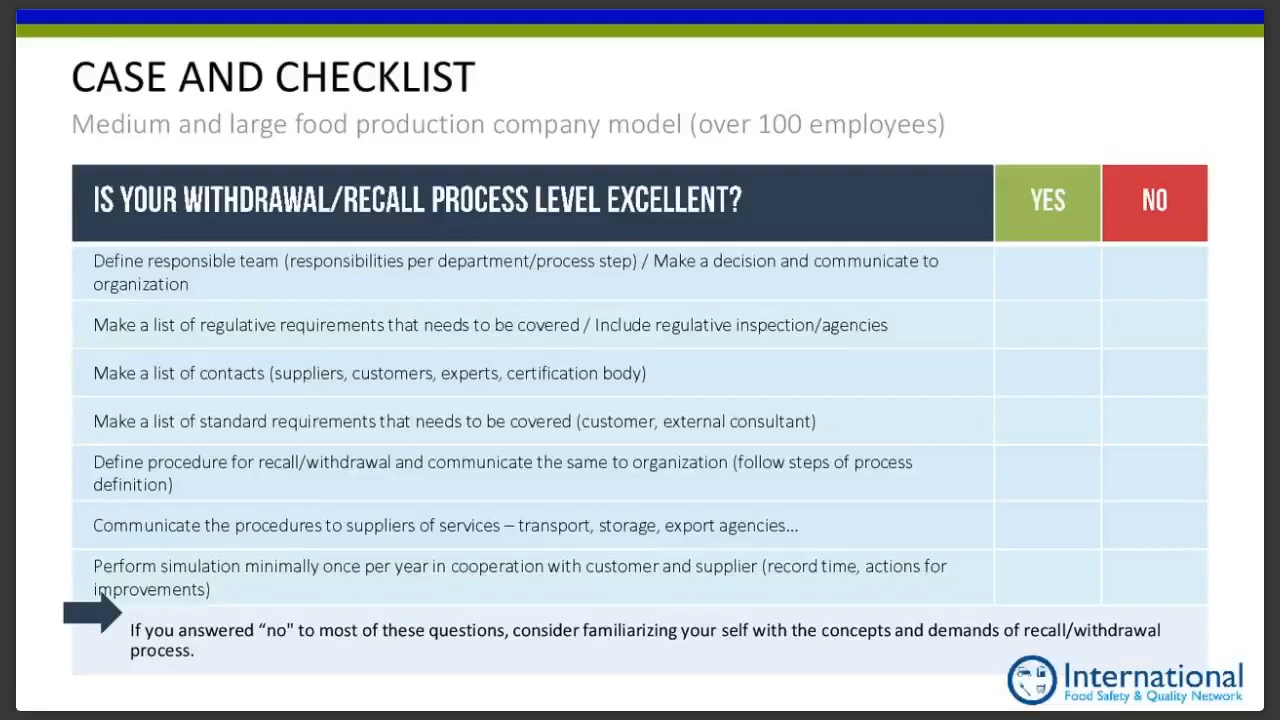 CASE AND CHECKLIST
Medium and large food production company model (over 100 employees)
IS YOUR WITHDRAWAL/RECALL PROCESS LEVEL EXCELLENT?
YES
NO
Define responsible team (responsibilities per department/process step) / Make a decision and communicate to
organization
Make a list of regulative requirements that needs to be covered / Include regulative inspection/agencies
Make a list of contacts (suppliers, customers, experts, certification body)
Make a list of standard requirements that needs to be covered (customer, external consultant)
Define procedure for recall/withdrawal and communicate the same to organization (follow steps of process
definition)
Communicate the procedures to suppliers of services – transport, storage, export agencies...
Perform simulation minimally once per year in cooperation with customer and supplier (record time, actions for
improvements)
If you answered “no" to most of these questions, consider familiarizing your self with the concepts and demands of recall/withdrawal
process.
International
Food Safety & Quality Network